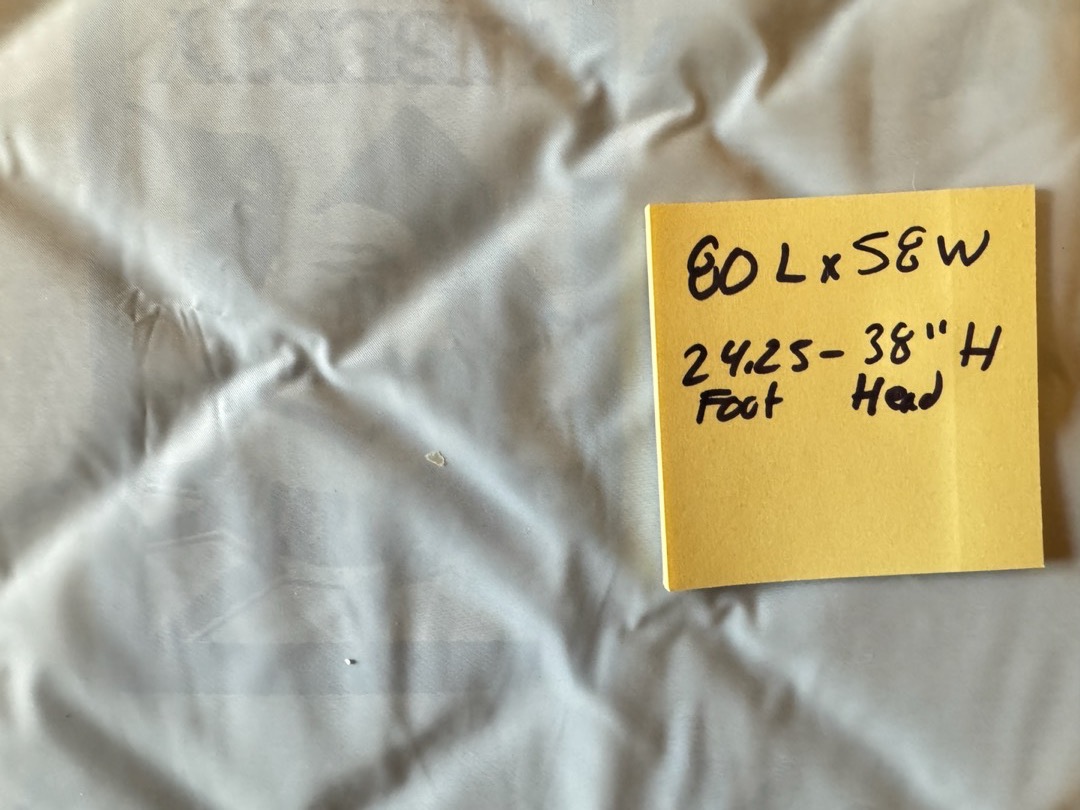 80 L x 58 W
24.25 - 38" H
Foot Head